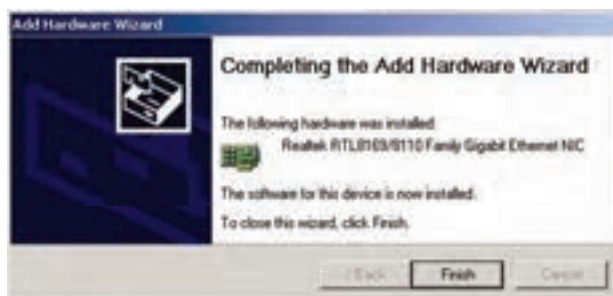 Add Hardware Wizard
Completing the Add Hardware Wizard
The following hardware was installed:
Realtek RTL8169/8110 Family Gigabit Ethernet NIC
The software for this device is now installed.
To close this wizard, click Finish.
< Back Finish Cancel